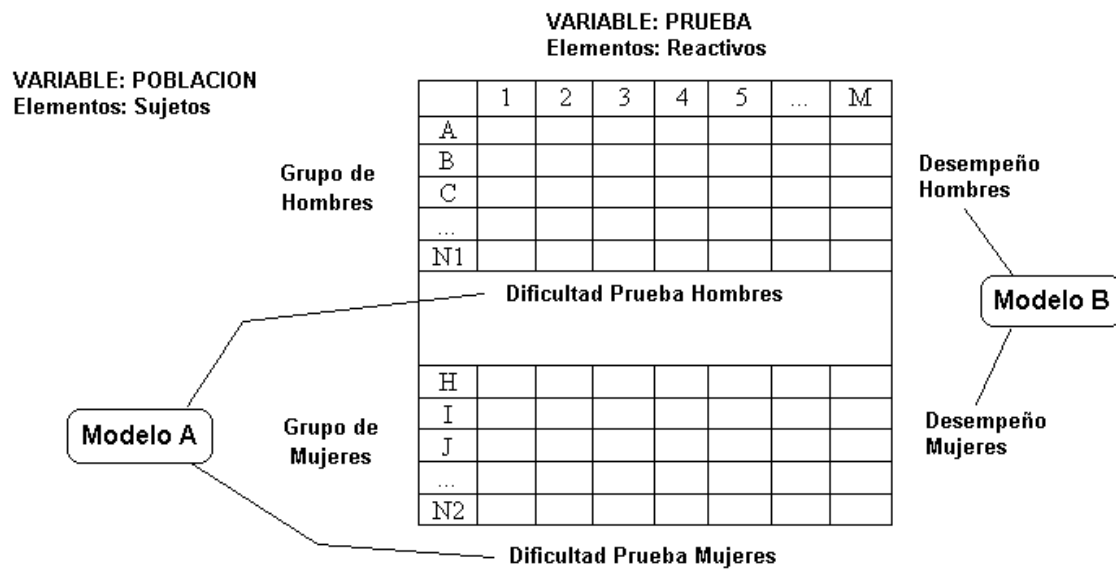 VARIABLE: PRUEBA
Elementos: Reactivos
VARIABLE: POBLACION
Elementos: Sujetos
1 2 3 4 5 ... M
A
B
C
...
N1
Grupo de
Hombres
Desempeño
Hombres
Dificultad Prueba Hombres
Modelo B
H
I
J
...
N2
Modelo A
Grupo de
Mujeres
Desempeño
Mujeres
Dificultad Prueba Mujeres